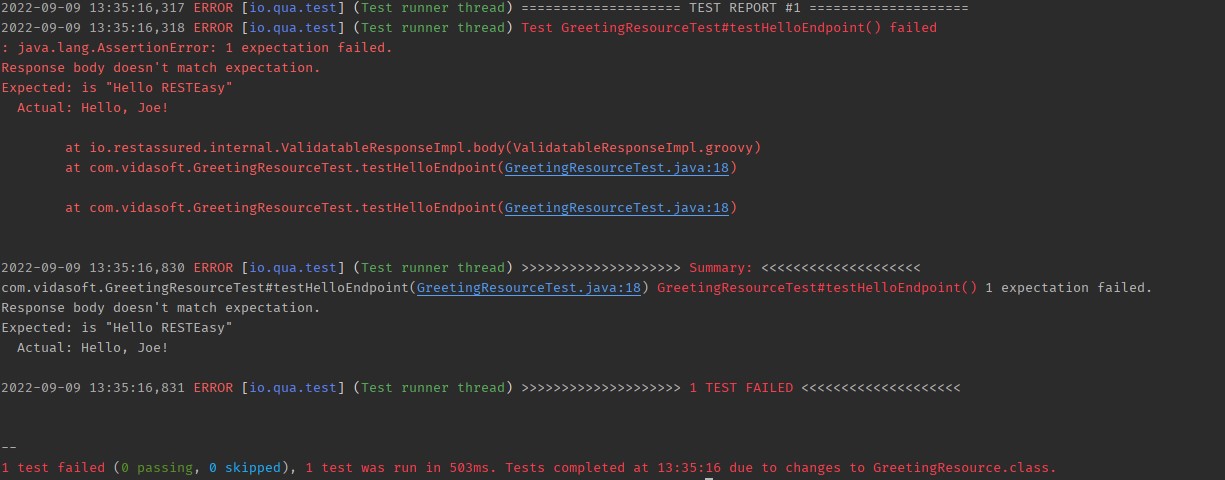 2022-09-09 13:35:16,317 ERROR [io.qua.test] (Test runner thread) ==================== TEST REPORT #1 ====================
2022-09-09 13:35:16,318 ERROR [io.qua.test] (Test runner thread) Test GreetingResourceTest#testHelloEndpoint() failed
: java.lang.AssertionError: 1 expectation failed.
Response body doesn't match expectation.
Expected: is "Hello RESTEasy"
  Actual: Hello, Joe!
        at io.restassured.internal.ValidatableResponseImpl.body(ValidatableResponseImpl.groovy)
        at com.vidasoft.GreetingResourceTest.testHelloEndpoint(GreetingResourceTest.java:18)
        at com.vidasoft.GreetingResourceTest.testHelloEndpoint(GreetingResourceTest.java:18)
2022-09-09 13:35:16,830 ERROR [io.qua.test] (Test runner thread) >>>>>>>>>>>>>>>>>>>> Summary: <<<<<<<<<<<<<<<<<<<<
com.vidasoft.GreetingResourceTest#testHelloEndpoint(GreetingResourceTest.java:18) GreetingResourceTest#testHelloEndpoint() 1 expectation failed.
Response body doesn't match expectation.
Expected: is "Hello RESTEasy"
  Actual: Hello, Joe!
2022-09-09 13:35:16,831 ERROR [io.qua.test] (Test runner thread) >>>>>>>>>>>>>>>>>>>> 1 TEST FAILED <<<<<<<<<<<<<<<<<<<<
--
1 test failed (0 passing, 0 skipped), 1 test was run in 503ms. Tests completed at 13:35:16 due to changes to GreetingResource.class.